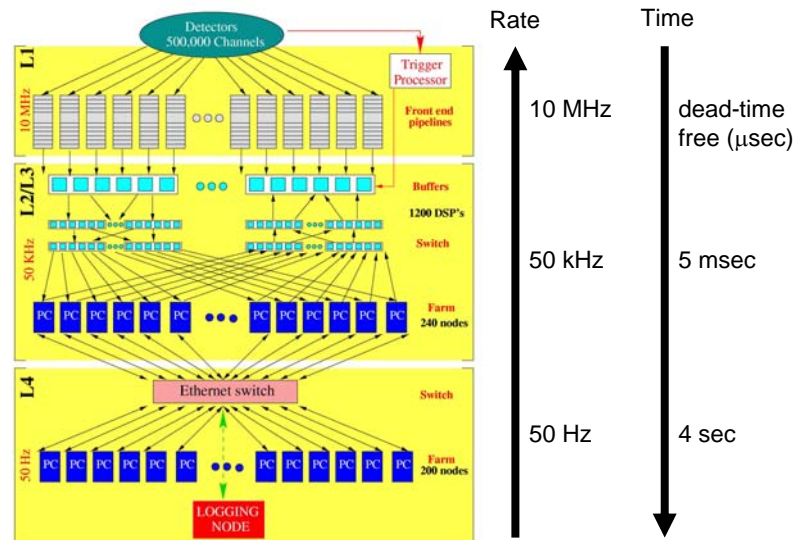 Rate
Time
Detectors
500,000 Channels
L1
Trigger
Processor
10 MHz
Front end
pipelines
10 MHz
dead-time
free (μsec)
L2/L3
Buffers
1200 DSP's
Switch
50 KHz
50 kHz
5 msec
PC PC PC PC PC PC PC PC PC PC PC PC
Farm
240 nodes
L4
Ethernet switch
Switch
50 Hz
50 Hz
4 sec
PC PC PC PC PC PC PC PC PC PC PC PC
Farm
200 nodes
LOGGING
NODE